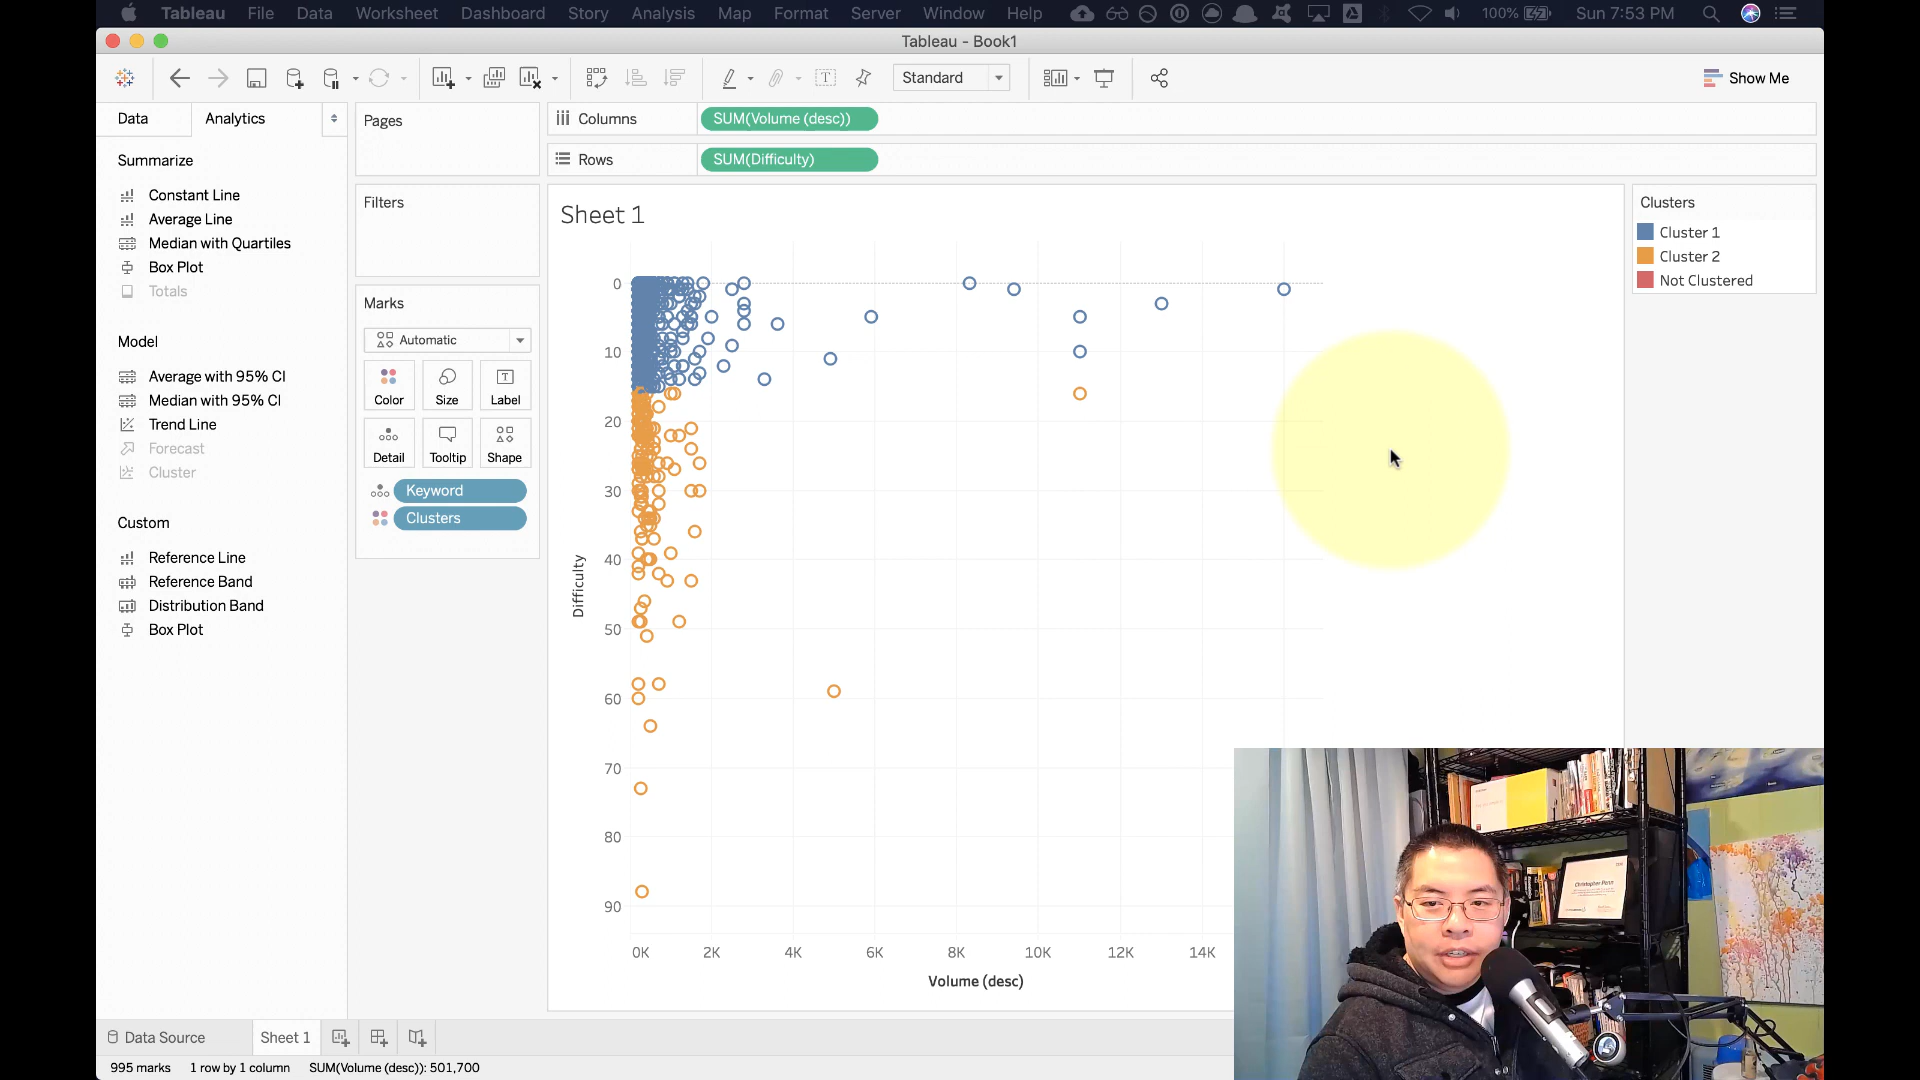 Tableau File Data Worksheet Dashboard Story Analysis Map Format Server Window Help 100% Sun 7:53 PM
Tableau - Book1
Standard Show Me
Data Analytics
Pages
Columns SUM(Volume (desc))
Rows SUM(Difficulty)
Summarize
Constant Line
Average Line
Median with Quartiles
Box Plot
Totals
Model
Average with 95% CI
Median with 95% CI
Trend Line
Forecast
Cluster
Custom
Reference Line
Reference Band
Distribution Band
Box Plot
Filters
Marks
Automatic
Color Size Label
Detail Tooltip Shape
Keyword
Clusters
Sheet 1
0
10
20
30
40
50
60
70
80
90
Difficulty
0K 2K 4K 6K 8K 10K 12K 14K
Volume (desc)
Clusters
Cluster 1
Cluster 2
Not Clustered
Christopher Penn
Data Source Sheet 1
995 marks 1 row by 1 column SUM(Volume (desc)): 501,700